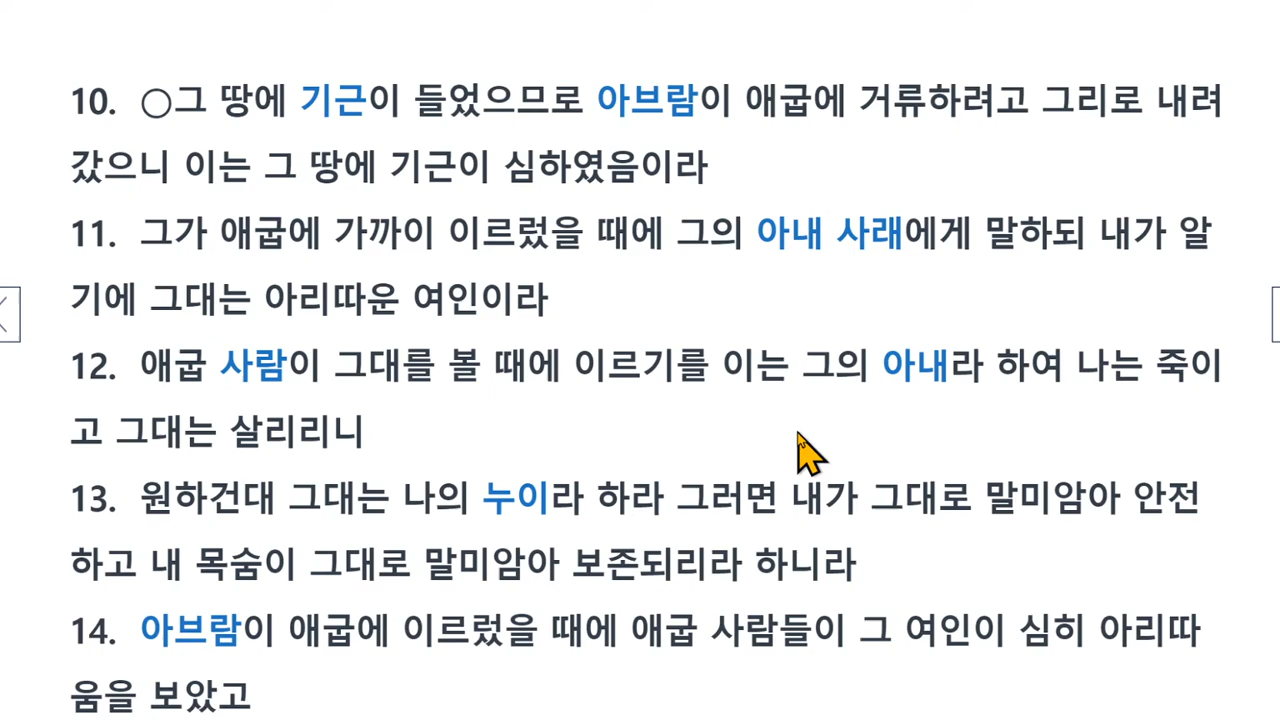 10. ○그 땅에 기근이 들었으므로 아브람이 애굽에 거류하려고 그리로 내려
갔으니 이는 그 땅에 기근이 심하였음이라
11. 그가 애굽에 가까이 이르렀을 때에 그의 아내 사래에게 말하되 내가 알
기에 그대는 아리따운 여인이라
12. 애굽 사람이 그대를 볼 때에 이르기를 이는 그의 아내라 하여 나는 죽이
고 그대는 살리리니
13. 원하건대 그대는 나의 누이라 하라 그러면 내가 그대로 말미암아 안전
하고 내 목숨이 그대로 말미암아 보존되리라 하니라
14. 아브람이 애굽에 이르렀을 때에 애굽 사람들이 그 여인이 심히 아리따
움을 보았고